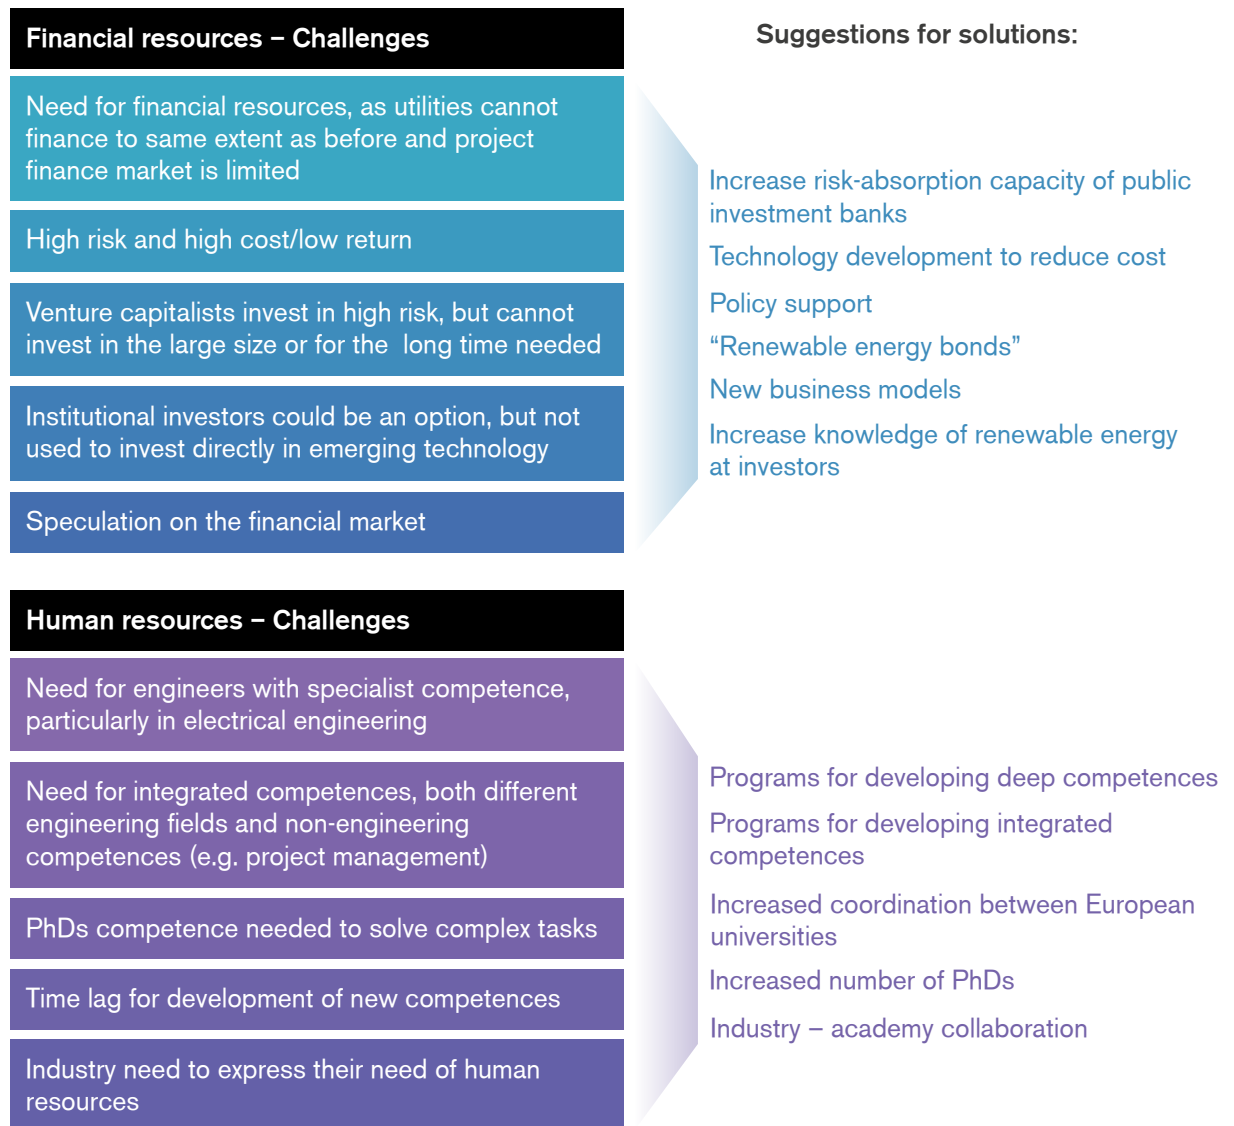 Financial resources – Challenges
Suggestions for solutions:
Need for financial resources, as utilities cannot
finance to same extent as before and project
finance market is limited
High risk and high cost/low return
Venture capitalists invest in high risk, but cannot
invest in the large size or for the  long time needed
Institutional investors could be an option, but not
used to invest directly in emerging technology
Speculation on the financial market
Increase risk-absorption capacity of public
investment banks
Technology development to reduce cost
Policy support
“Renewable energy bonds”
New business models
Increase knowledge of renewable energy
at investors
Human resources – Challenges
Need for engineers with specialist competence,
particularly in electrical engineering
Need for integrated competences, both different
engineering fields and non-engineering
competences (e.g. project management)
PhDs competence needed to solve complex tasks
Time lag for development of new competences
Industry need to express their need of human
resources
Programs for developing deep competences
Programs for developing integrated
competences
Increased coordination between European
universities
Increased number of PhDs
Industry – academy collaboration